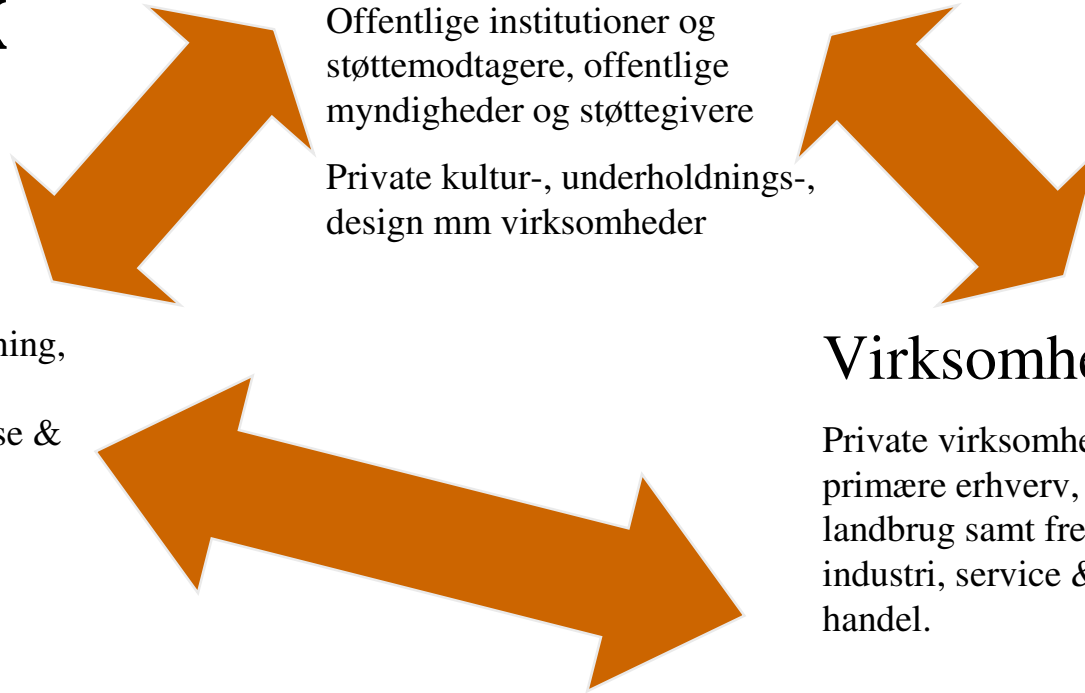 Offentlige institutioner og
støttemodtagere, offentlige
myndigheder og støttegivere
Private kultur-, underholdnings-,
design mm virksomheder
&
Private
primære erhverv,
landbrug samt
industri, service &
handel.